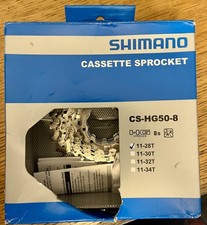 SHIMANO
CASSETTE SPROCKET
CS-HG50-8
8s
11-28T
11-30T
11-32T
11-34T